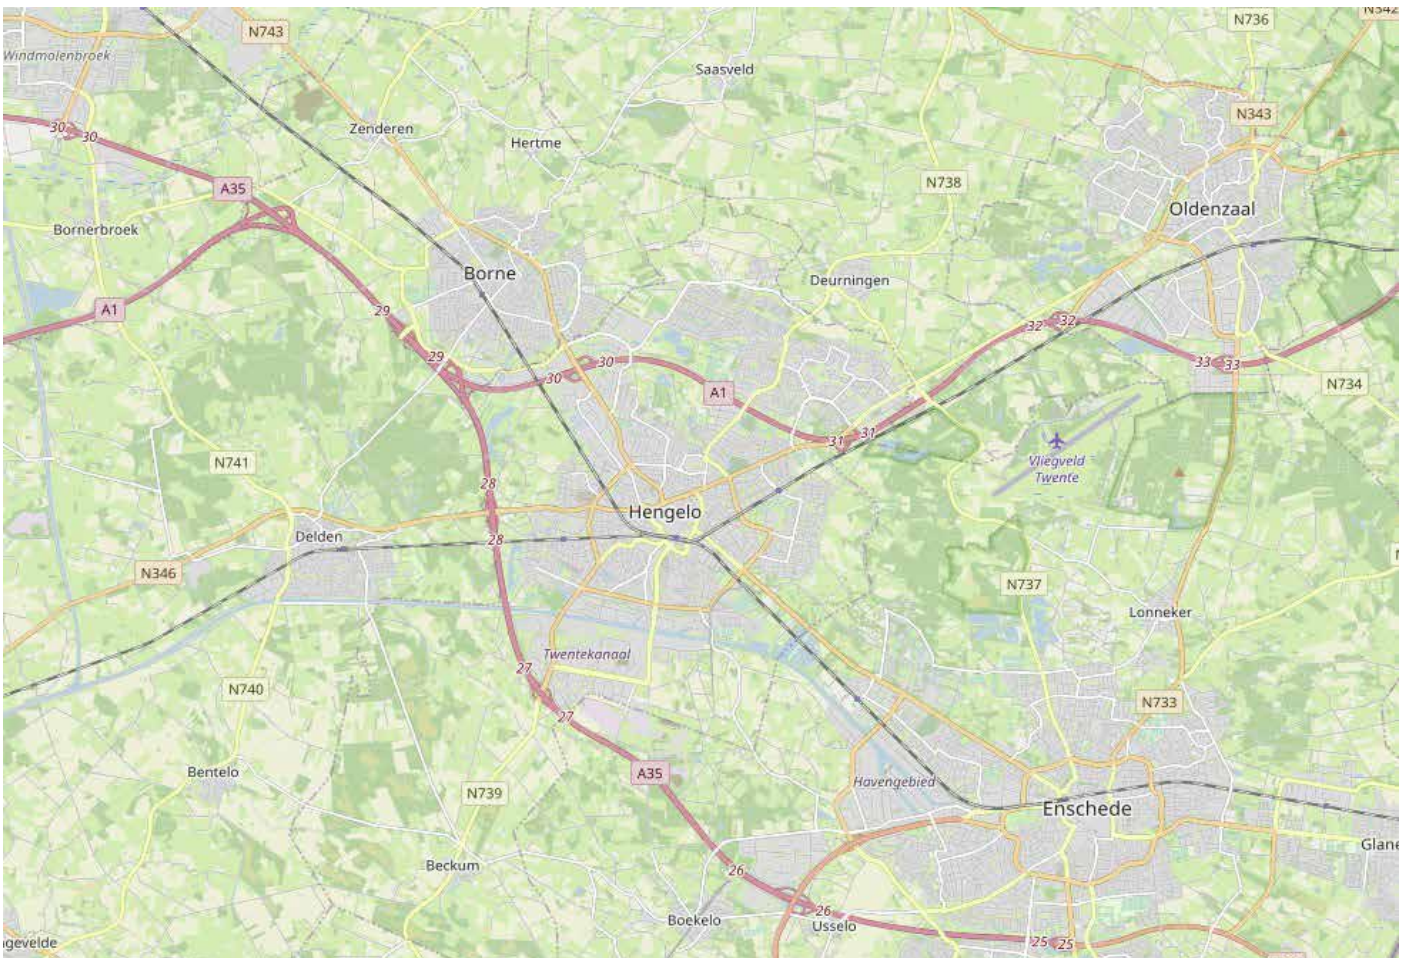 N342
N736
N743
Windmolenbroek
Saasveld
N343
30
30
Zenderen
Hertme
N738
A35
Oldenzaal
Bornerbroek
Borne
Deurningen
A1
29
32
32
29
30
30
33
33
A1
N734
31
31
N741
Vliegveld
Twente
28
Hengelo
28
Delden
N346
N737
Lonneker
Twentekanaal
27
N740
N733
27
Bentelo
A35
Havengebied
N739
Enschede
Glane
Beckum
26
26
Boekelo
Usselo
gevelde
25
25